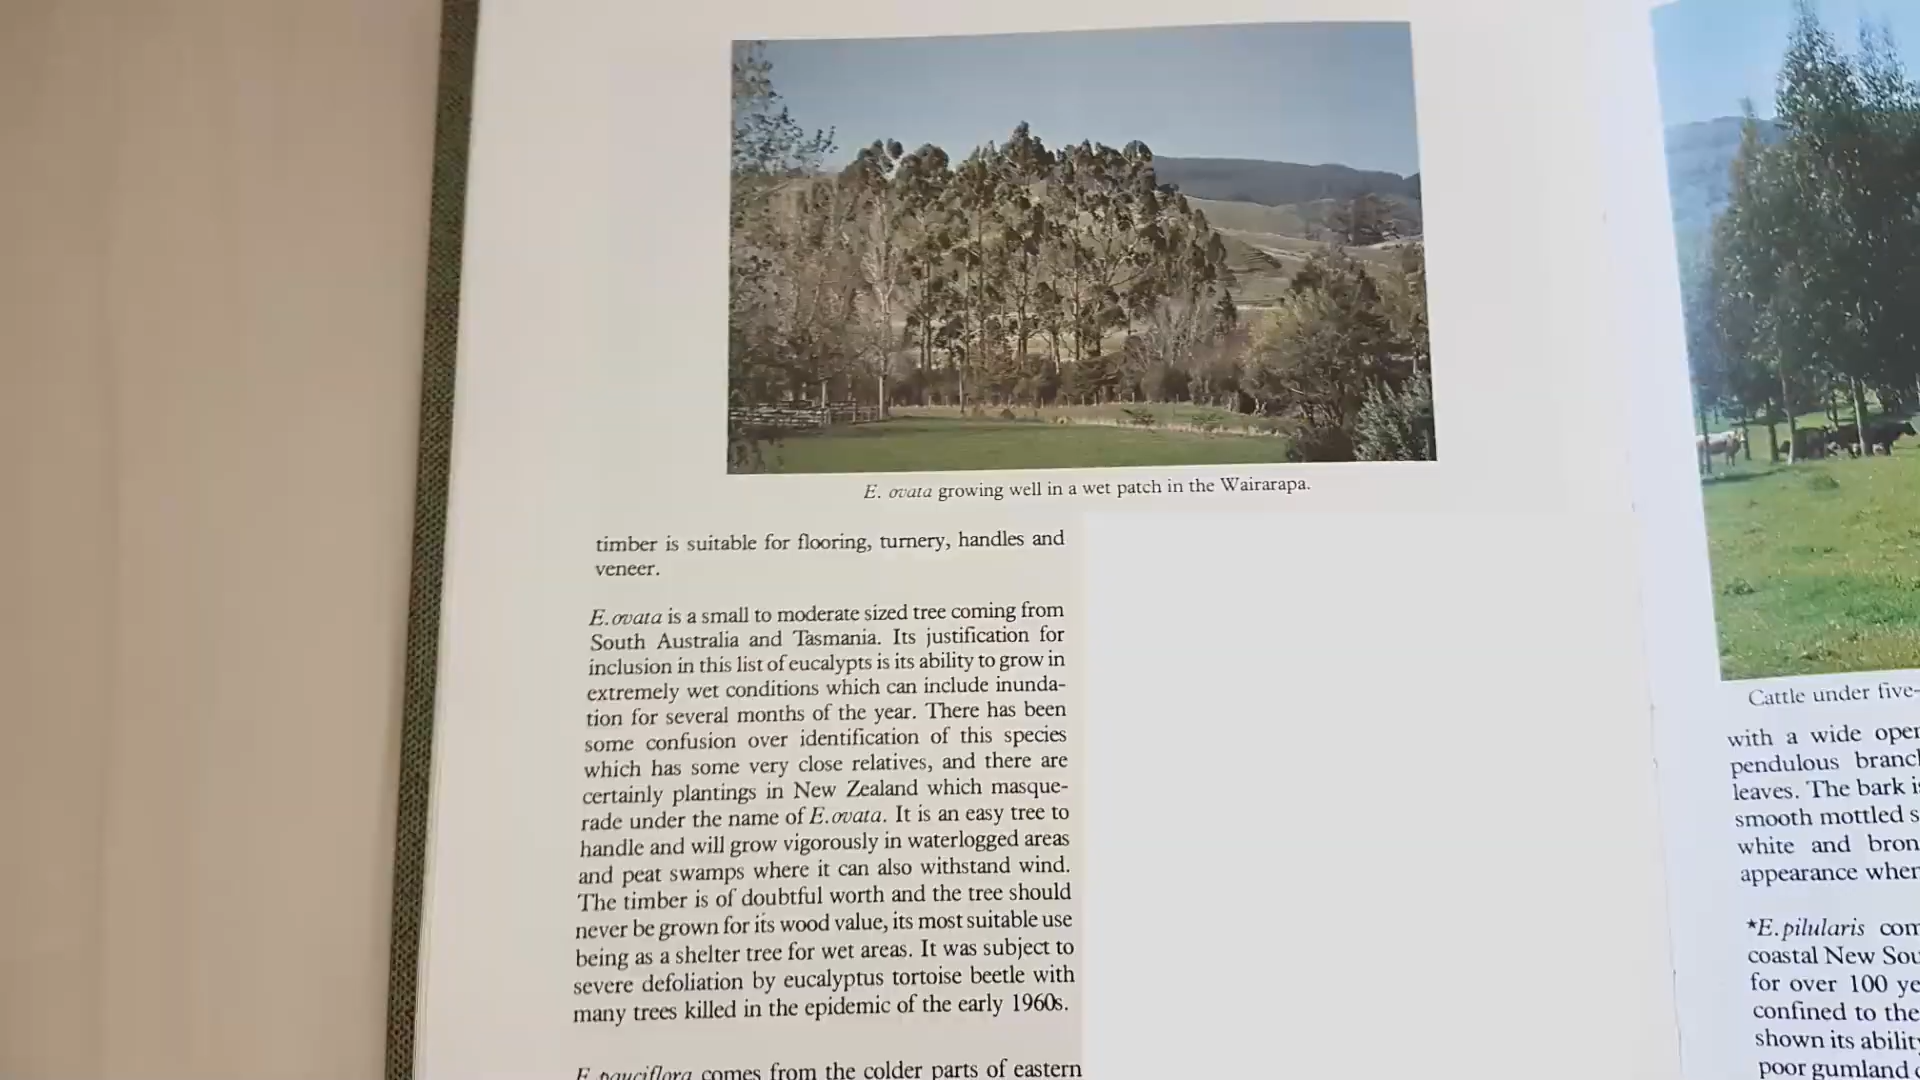 E. ovata growing well in a wet patch in the Wairarapa.
timber is suitable for flooring, turnery, handles and
veneer.
E. ovata is a small to moderate sized tree coming from
South Australia and Tasmania. Its justification for
inclusion in this list of eucalypts is its ability to grow in
extremely wet conditions which can include inunda-
tion for several months of the year. There has been
some confusion over identification of this species
which has some very close relatives, and there are
certainly plantings in New Zealand which masque-
rade under the name of E. ovata. It is an easy tree to
handle and will grow vigorously in waterlogged areas
and peat swamps where it can also withstand wind.
The timber is of doubtful worth and the tree should
never be grown for its wood value, its most suitable use
being as a shelter tree for wet areas. It was subject to
severe defoliation by eucalyptus tortoise beetle with
many trees killed in the epidemic of the early 1960s.
E. pauciflora comes from the colder parts of eastern
Cattle under five-
with a wide
pendulous
leaves. The bark
smooth mottled
white and
appearance
*E. pilularis
coastal New
for over 100
confined to the
shown its
poor gumland